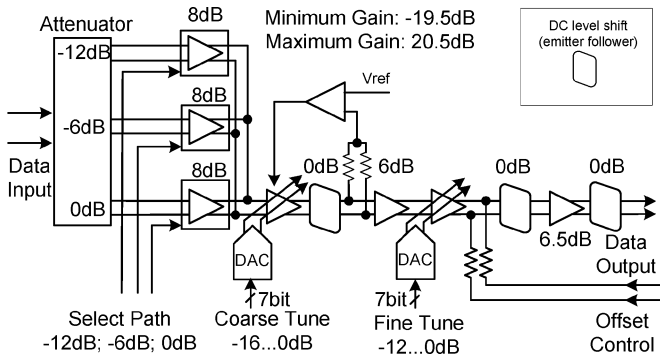 Attenuator
8dB
Minimum Gain: -19.5dB
Maximum Gain: 20.5dB
DC level shift
(emitter follower)
-12dB
8dB
Vref
-6dB
0dB
6dB
0dB
0dB
Data
Input
8dB
0dB
6.5dB
Data
Output
DAC
DAC
7bit
7bit
Select Path
-12dB; -6dB; 0dB
Coarse Tune
-16...0dB
Fine Tune
-12...0dB
Offset
Control